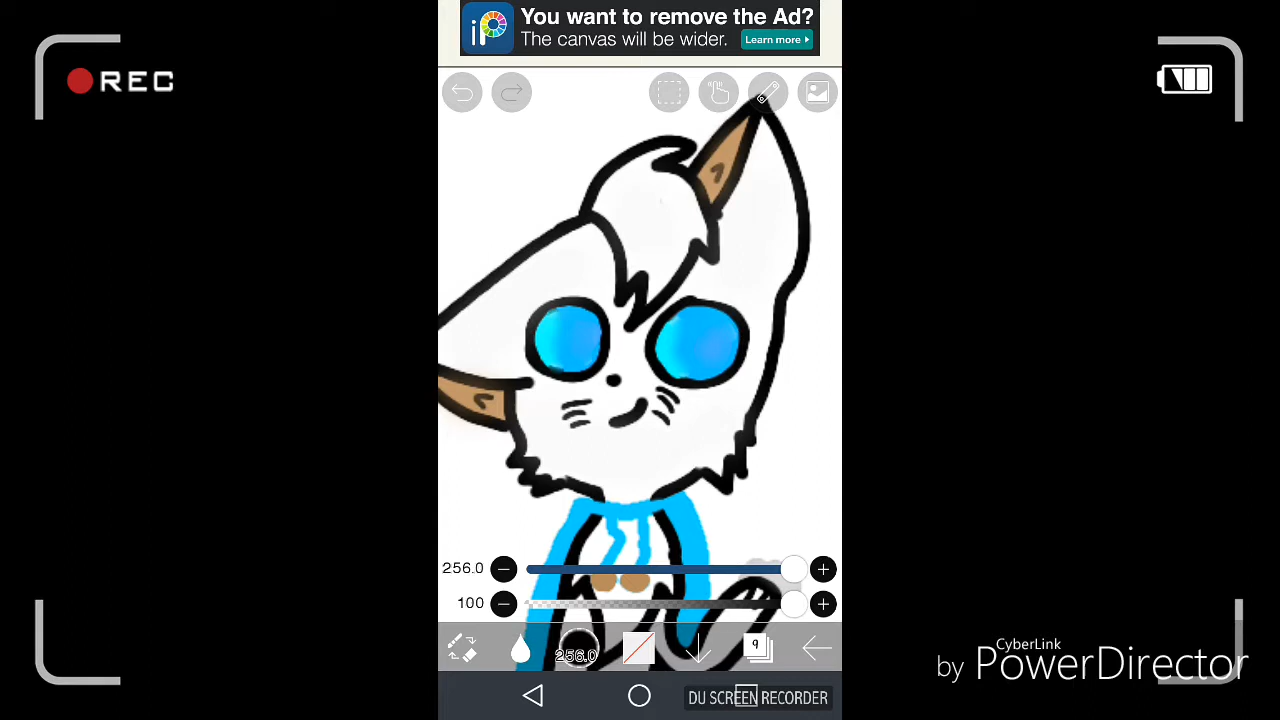 You want to remove the Ad?
The canvas will be wider.
Learn more
iP
REC
256.0
100
256.0
9
DU SCREEN RECORDER
CyberLink
by PowerDirector